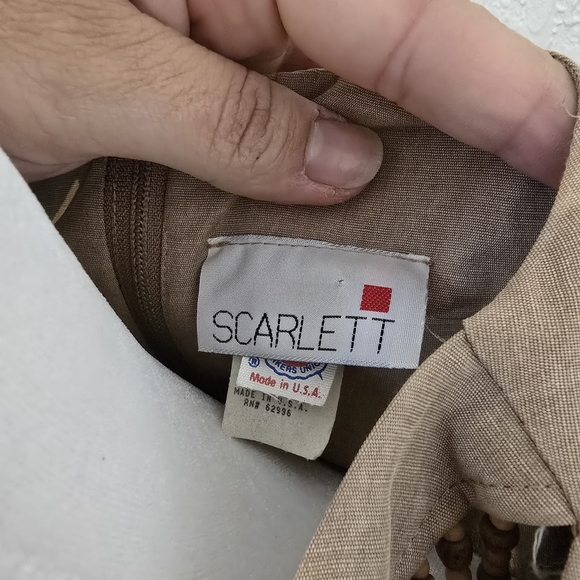 SCARLETT
®
Made in U.S.A.
MADE IN U.S.A.
RN# 62996